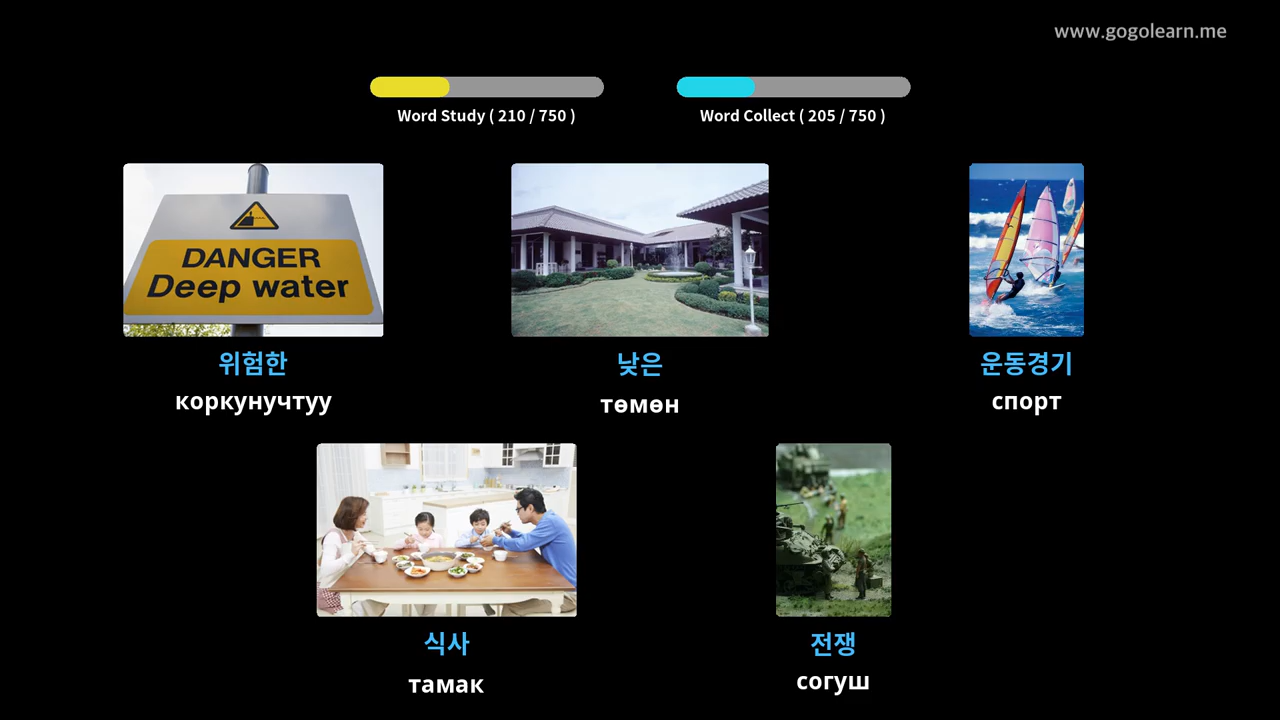 www.gogolearn.me
Word Study ( 210 / 750 )
Word Collect ( 205 / 750 )
DANGER
Deep water
위험한
коркунучтуу
낮은
төмөн
운동경기
спорт
식사
тамак
전쟁
согуш